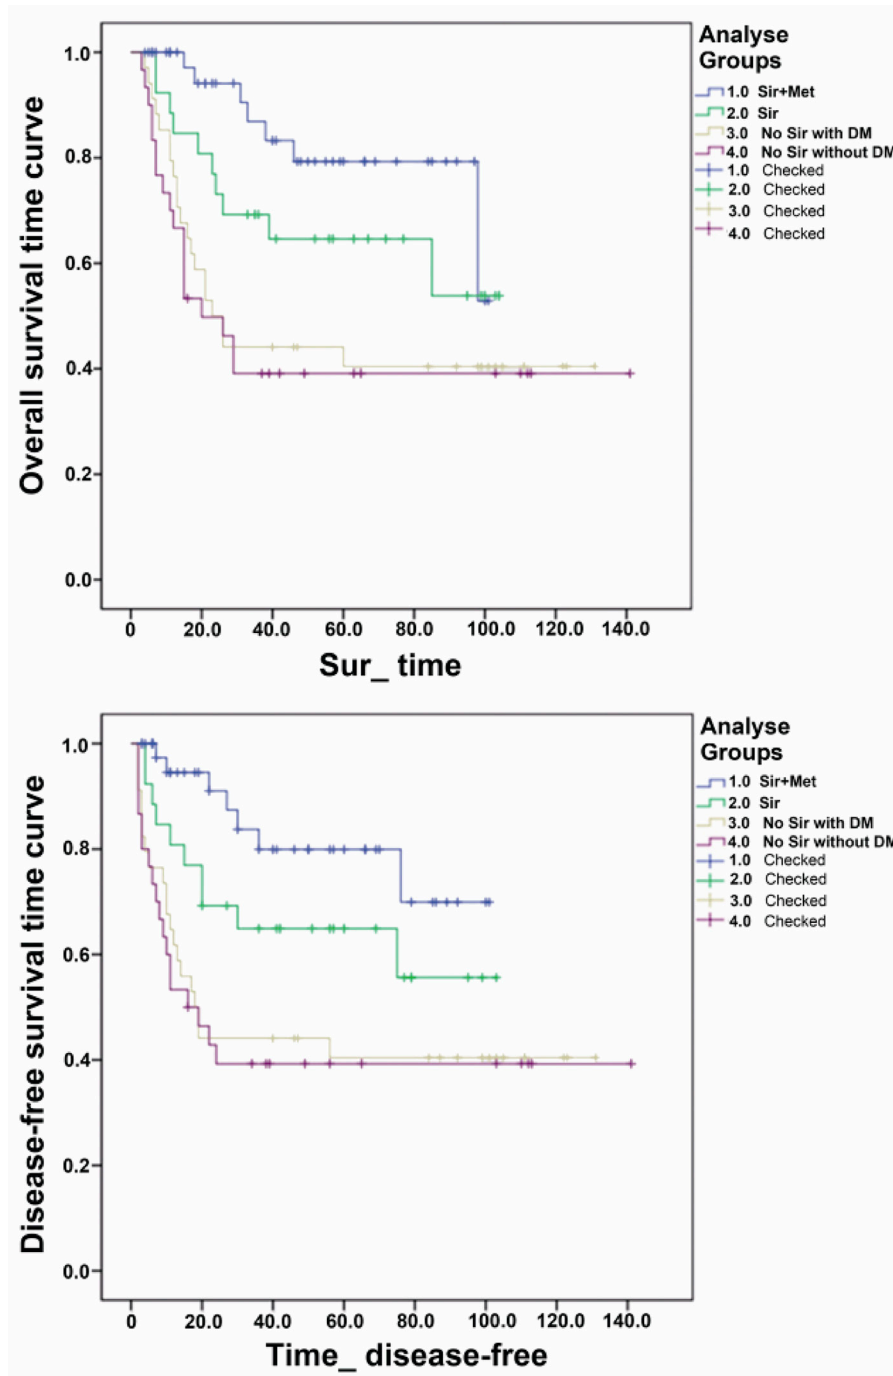 Analyse
Groups
1.0 Sir+Met
2.0 Sir
3.0 No Sir with DM
4.0 No Sir without DM
1.0 Checked
2.0 Checked
3.0 Checked
4.0 Checked
Overall survival time curve
1.0
0.8
0.6
0.4
0.2
0.0
0 20.0 40.0 60.0 80.0 100.0 120.0 140.0
Sur_ time
Analyse
Groups
1.0 Sir+Met
2.0 Sir
3.0 No Sir with DM
4.0 No Sir without DM
1.0 Checked
2.0 Checked
3.0 Checked
4.0 Checked
Disease-free survival time curve
1.0
0.8
0.6
0.4
0.2
0.0
0 20.0 40.0 60.0 80.0 100.0 120.0 140.0
Time_ disease-free